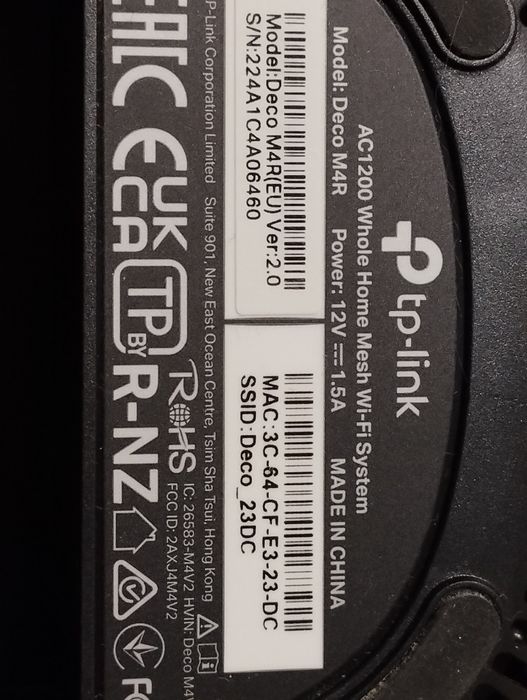 tp-link
AC1200 Whole Home Mesh Wi-Fi System
Model: Deco M4R Power: 12V ⎓ 1.5A MADE IN CHINA
Model:Deco M4R(EU) Ver:2.0
S/N:224A1C4A06460
MAC:3C-64-CF-E3-23-DC
SSID:Deco_23DC
P-Link Corporation Limited Suite 901, New East Ocean Centre, Tsim Sha Tsui, Hong Kong
IC: 26583-M4V2 HVIN: Deco M4
FCC ID: 2AXJ4M4V2
RoHS
EAC UK CA TP BY R-NZ